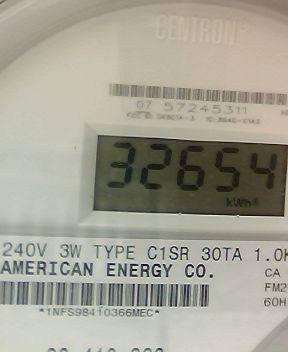 CENTRON®
07 57245311
32654
kWh
240V 3W TYPE C1SR 30TA 1.0K
AMERICAN ENERGY CO.
CA
FM2
60H
*1NFS98410366MEC*